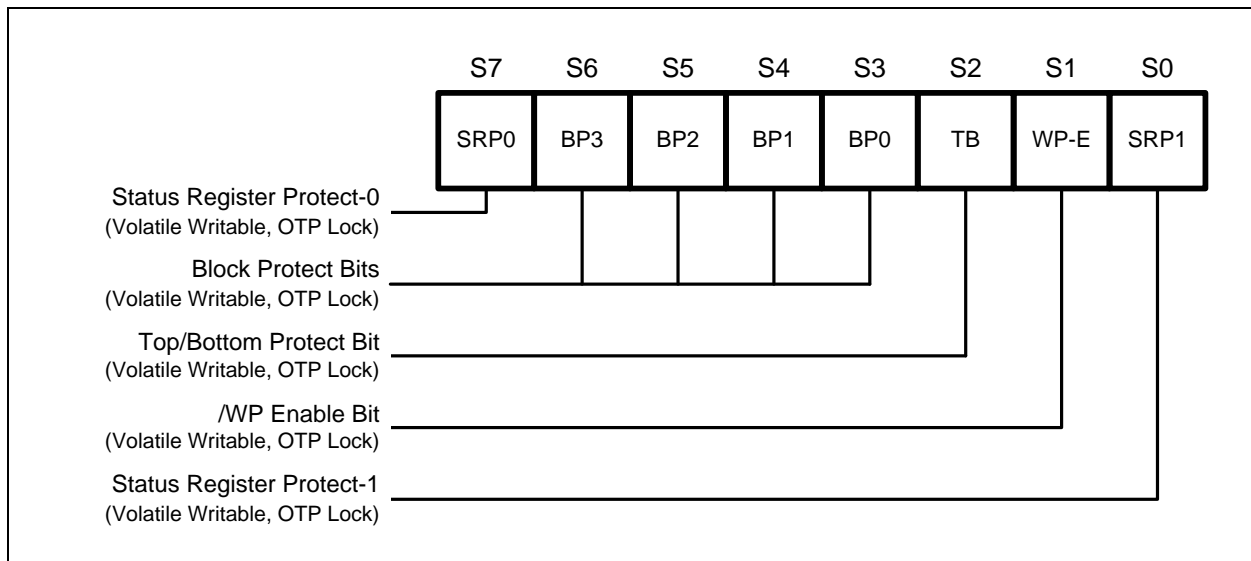 S7 S6 S5 S4 S3 S2 S1 S0
SRP0 BP3 BP2 BP1 BP0 TB WP-E SRP1
Status Register Protect-0
(Volatile Writable, OTP Lock)
Block Protect Bits
(Volatile Writable, OTP Lock)
Top/Bottom Protect Bit
(Volatile Writable, OTP Lock)
/WP Enable Bit
(Volatile Writable, OTP Lock)
Status Register Protect-1
(Volatile Writable, OTP Lock)